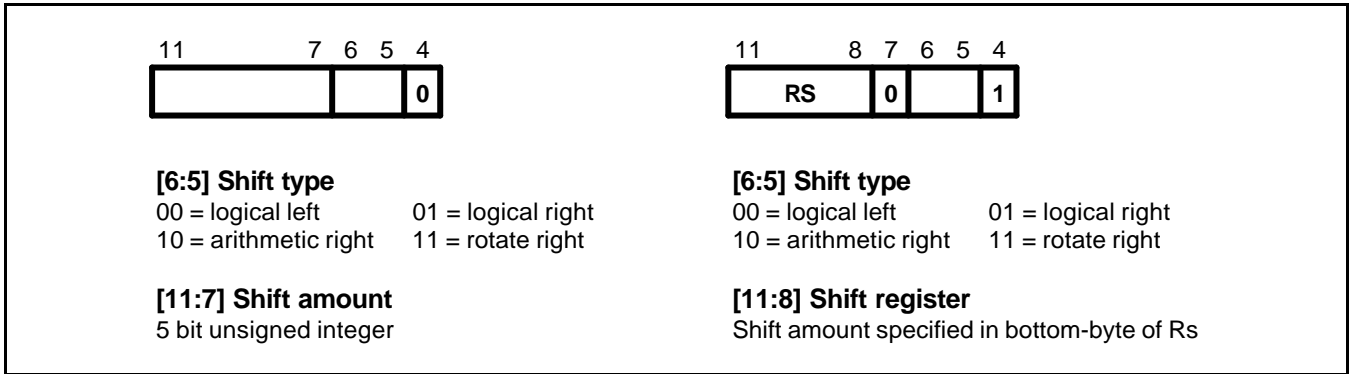 11 7 6 5 4
0
[6:5] Shift type
00 = logical left 01 = logical right
10 = arithmetic right 11 = rotate right
[11:7] Shift amount
5 bit unsigned integer
11 8 7 6 5 4
RS 0 1
[6:5] Shift type
00 = logical left 01 = logical right
10 = arithmetic right 11 = rotate right
[11:8] Shift register
Shift amount specified in bottom-byte of Rs